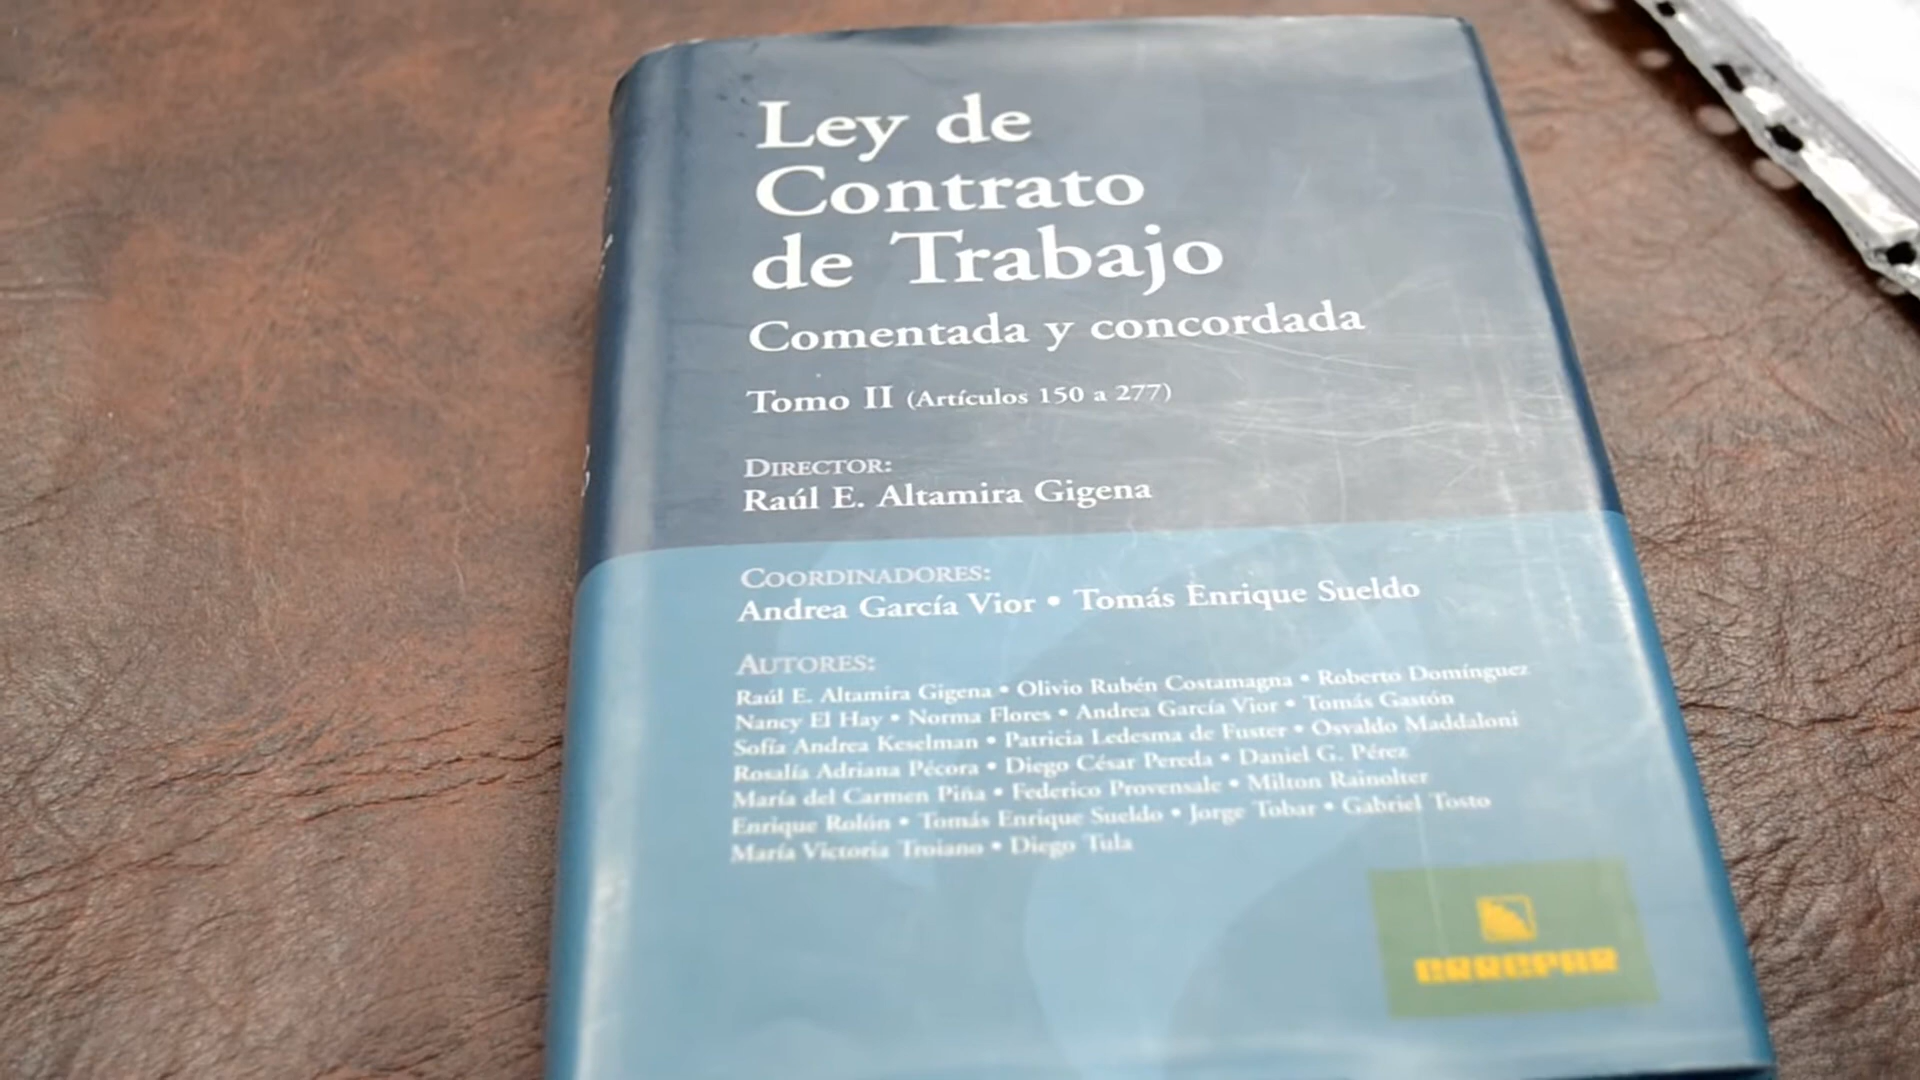 Ley de
Contrato
de Trabajo
Comentada y concordada
Tomo II (Artículos 150 a 277)
DIRECTOR:
Raúl E. Altamira Gigena
COORDINADORES:
Andrea García Vior • Tomás Enrique Sueldo
AUTORES:
Raúl E. Altamira Gigena • Olivio Rubén Costamagna • Roberto Domínguez
Nancy El Hay • Norma Flores • Andrea García Vior • Tomás Gastón
Sofía Andrea Keselman • Patricia Ledesma de Fuster • Osvaldo Maddaloni
Rosalía Adriana Pécora • Diego César Pereda • Daniel G. Pérez
María del Carmen Piña • Federico Provensale • Milton Rainolter
Enrique Rolón • Tomás Enrique Sueldo • Jorge Tobar • Gabriel Tosto
María Victoria Troiano • Diego Tula
ERREPAR